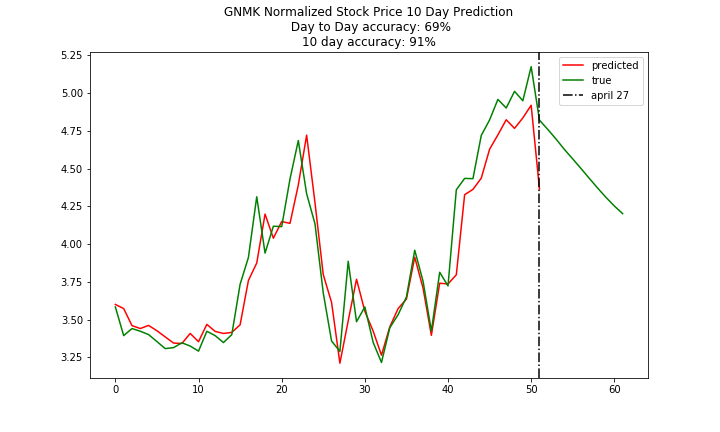 GNMK Normalized Stock Price 10 Day Prediction
Day to Day accuracy: 69%
10 day accuracy: 91%
5.25
5.00
4.75
4.50
4.25
4.00
3.75
3.50
3.25
predicted
true
april 27
0
10
20
30
40
50
60